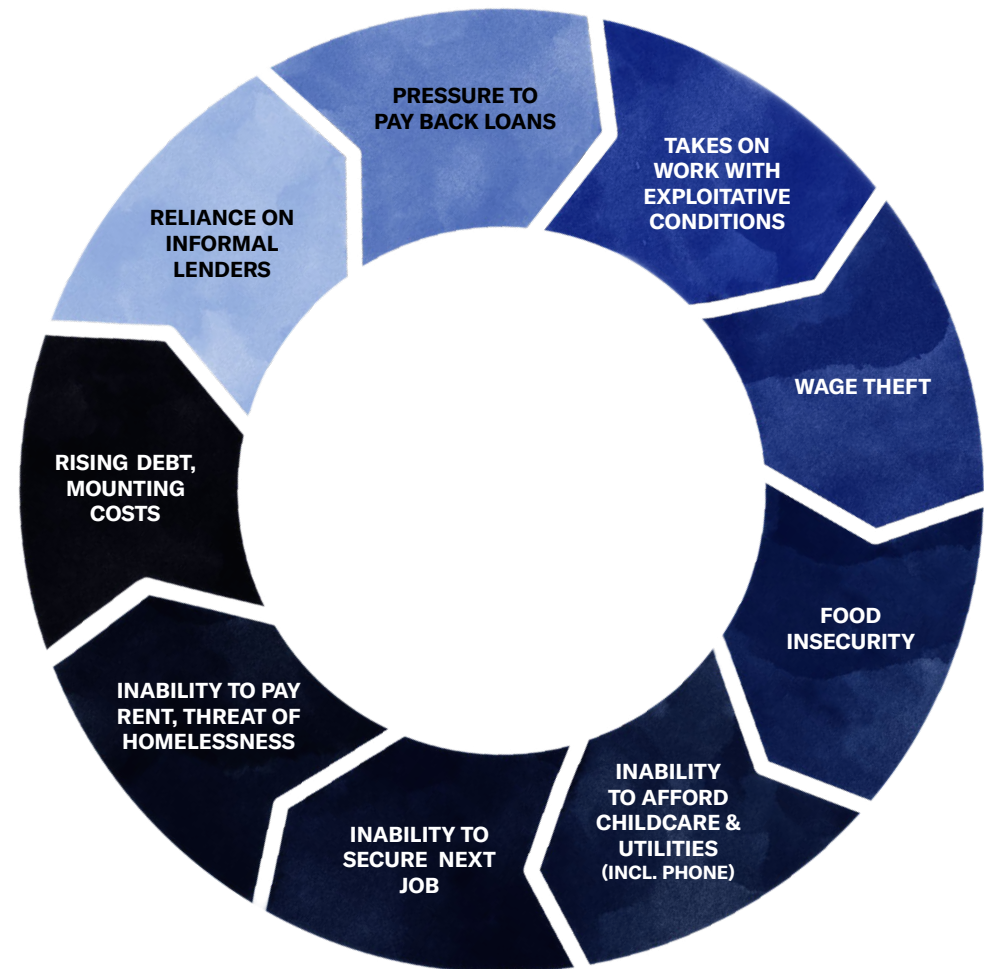 PRESSURE TO
PAY BACK LOANS
TAKES ON
WORK WITH
EXPLOITATIVE
CONDITIONS
WAGE THEFT
FOOD
INSECURITY
INABILITY
TO AFFORD
CHILDCARE &
UTILITIES
(INCL. PHONE)
INABILITY TO
SECURE NEXT
JOB
INABILITY TO PAY
RENT, THREAT OF
HOMELESSNESS
RISING DEBT,
MOUNTING
COSTS
RELIANCE ON
INFORMAL
LENDERS